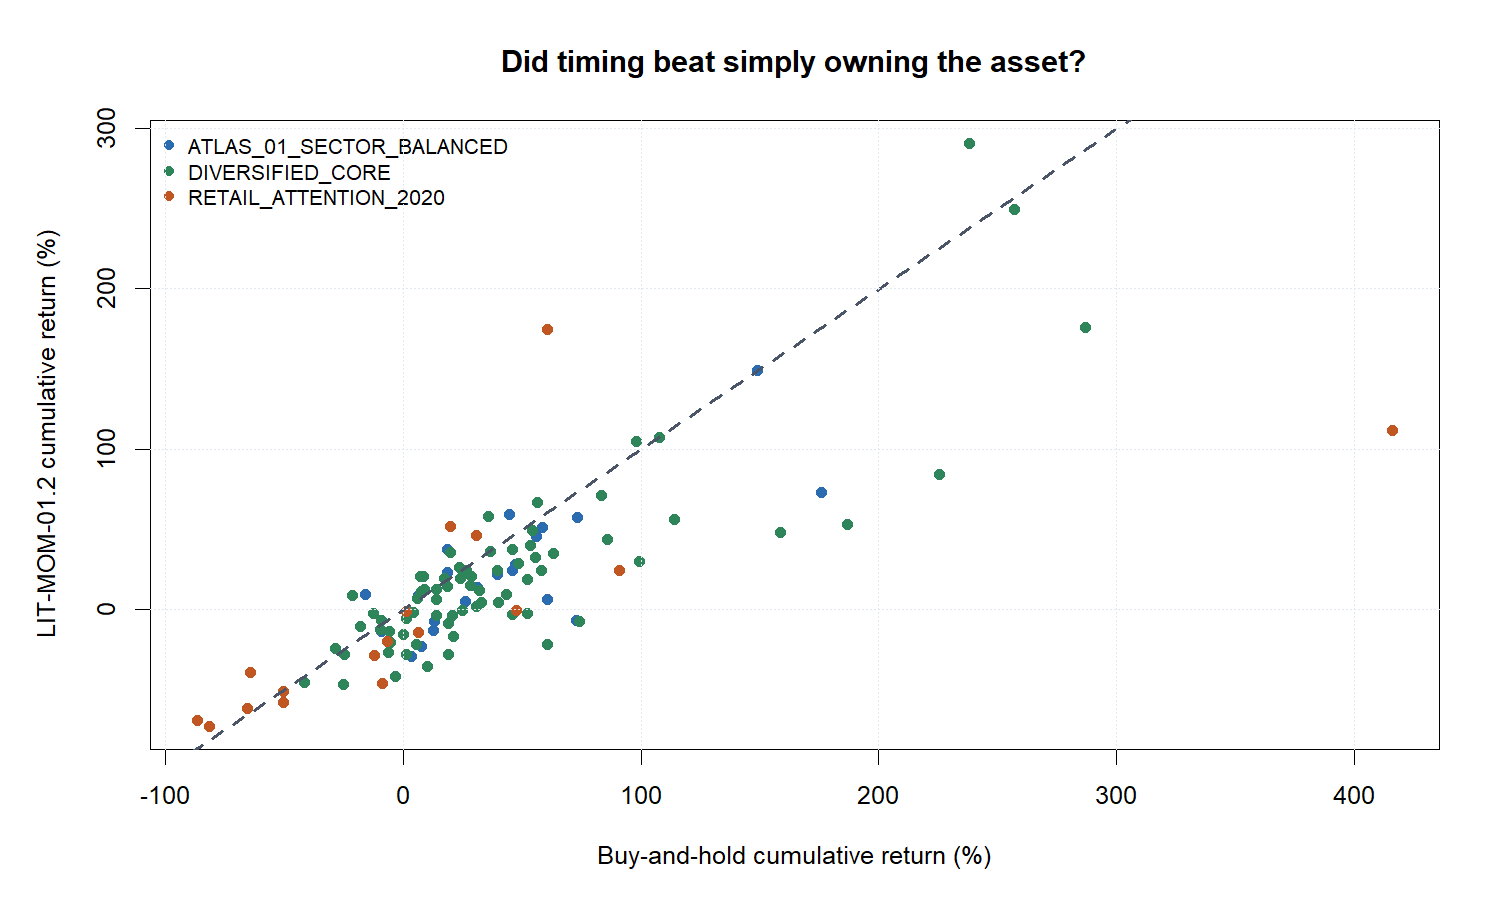 Did timing beat simply owning the asset?
ATLAS_01_SECTOR_BALANCED
DIVERSIFIED_CORE
RETAIL_ATTENTION_2020
LIT-MOM-01.2 cumulative return (%)
300
200
100
0
-100 0 100 200 300 400
Buy-and-hold cumulative return (%)